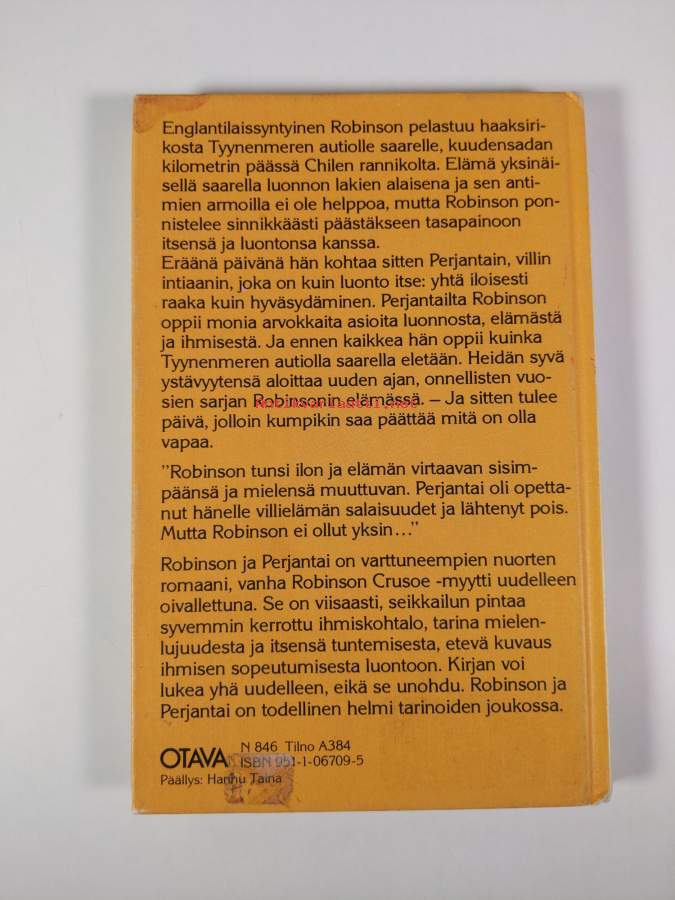 Englantilaissyntyinen Robinson pelastuu haaksiri-
kosta Tyynenmeren autiolle saarelle, kuudensadan
kilometrin päässä Chilen rannikolta. Elämä yksinäi-
sellä saarella luonnon lakien alaisena ja sen anti-
mien armoilla ei ole helppoa, mutta Robinson pon-
nistelee sinnikkäästi päästäkseen tasapainoon
itsensä ja luontonsa kanssa.
Eräänä päivänä hän kohtaa sitten Perjantain, villin
intiaanin, joka on kuin luonto itse: yhtä iloisesti
raaka kuin hyväsydäminen. Perjantailta Robinson
oppii monia arvokkaita asioita luonnosta, elämästä
ja ihmisestä. Ja ennen kaikkea hän oppii kuinka
Tyynenmeren autiolla saarella eletään. Heidän syvä
ystävyytensä aloittaa uuden ajan, onnellisten vuo-
sien sarjan Robinsonin elämässä. – Ja sitten tulee
päivä, jolloin kumpikin saa päättää mitä on olla
vapaa.
"Robinson tunsi ilon ja elämän virtaavan sisim-
päänsä ja mielensä muuttuvan. Perjantai oli opetta-
nut hänelle villielämän salaisuudet ja lähtenyt pois.
Mutta Robinson ei ollut yksin..."
Robinson ja Perjantai on varttuneempien nuorten
romaani, vanha Robinson Crusoe -myytti uudelleen
oivallettuna. Se on viisaasti, seikkailun pintaa
syvemmin kerrottu ihmiskohtalo, tarina mielen-
lujuudesta ja itsensä tuntemisesta, etevä kuvaus
ihmisen sopeutumisesta luontoon. Kirjan voi
lukea yhä uudelleen, eikä se unohdu. Robinson ja
Perjantai on todellinen helmi tarinoiden joukossa.
N 846 Tilno A384
OTAVA ISBN 951-1-06709-5
Päällys: Hannu Taina